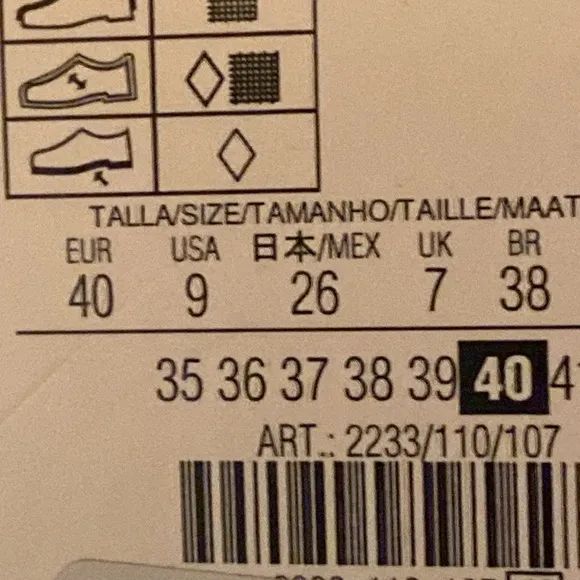 TALLA/SIZE/TAMANHO/TAILLE/MAAT
EUR USA 日本/MEX UK BR
40 9 26 7 38
35 36 37 38 39 40
ART.: 2233/110/107